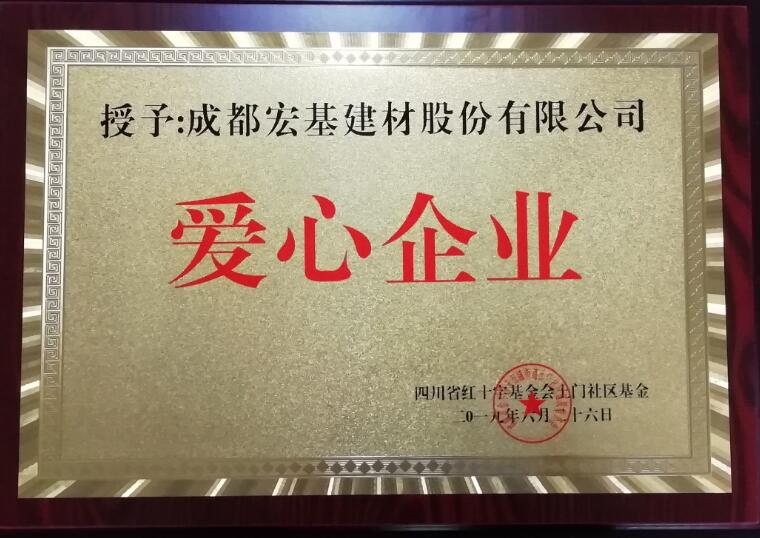 授予:成都宏基建材股份有限公司
爱心企业
四川省红十字基金会土门社区基金
二0一九年六月 十六日